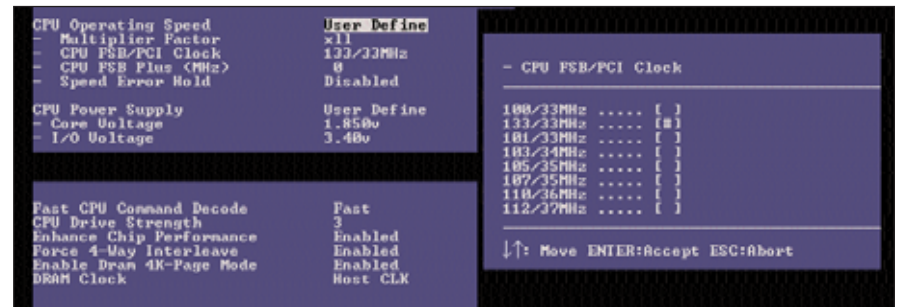 CPU Operating Speed User Define
- Multiplier Factor x11
- CPU FSB/PCI Clock 133/33MHz
- CPU FSB Plus (MHz) 0
- Speed Error Hold Disabled
CPU Power Supply User Define
- Core Voltage 1.850v
- I/O Voltage 3.40v
Fast CPU Command Decode Fast
CPU Drive Strength 3
Enhance Chip Performance Enabled
Force 4-Way Interleave Enabled
Enable Dram 4K-Page Mode Enabled
DRAM Clock Host CLK
- CPU FSB/PCI Clock
100/33MHz ..... [ ]
133/33MHz ..... [■]
101/33MHz ..... [ ]
103/34MHz ..... [ ]
105/35MHz ..... [ ]
107/35MHz ..... [ ]
110/36MHz ..... [ ]
112/37MHz ..... [ ]
↓↑: Move ENTER:Accept ESC:Abort